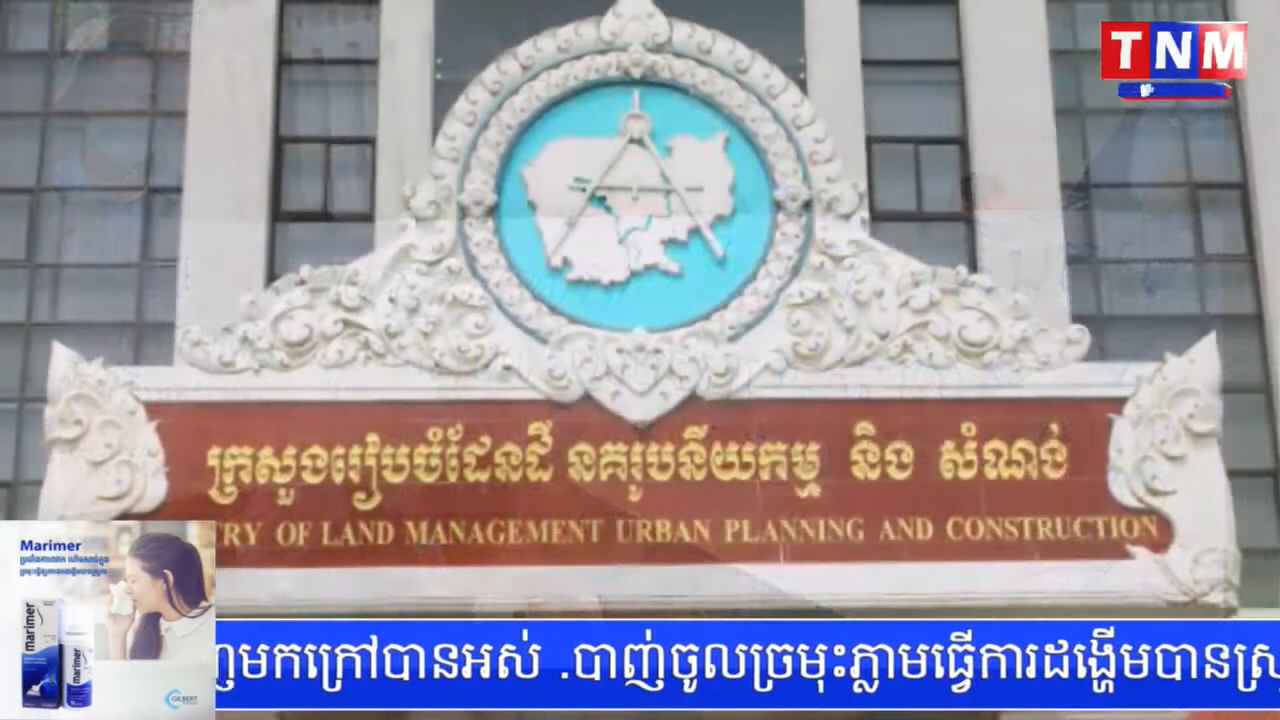 TNM
ក្រសួងរៀបចំដែនដី នគរូបនីយកម្ម និង សំណង់
TRY OF LAND MANAGEMENT URBAN PLANNING AND CONSTRUCTION
Marimer
marimer
marimer
GILBERT
ញមកក្រៅបានអស់ .បាញ់ចូលច្រមុះភ្លាមធ្វើការដង្ហើមបានស្រ